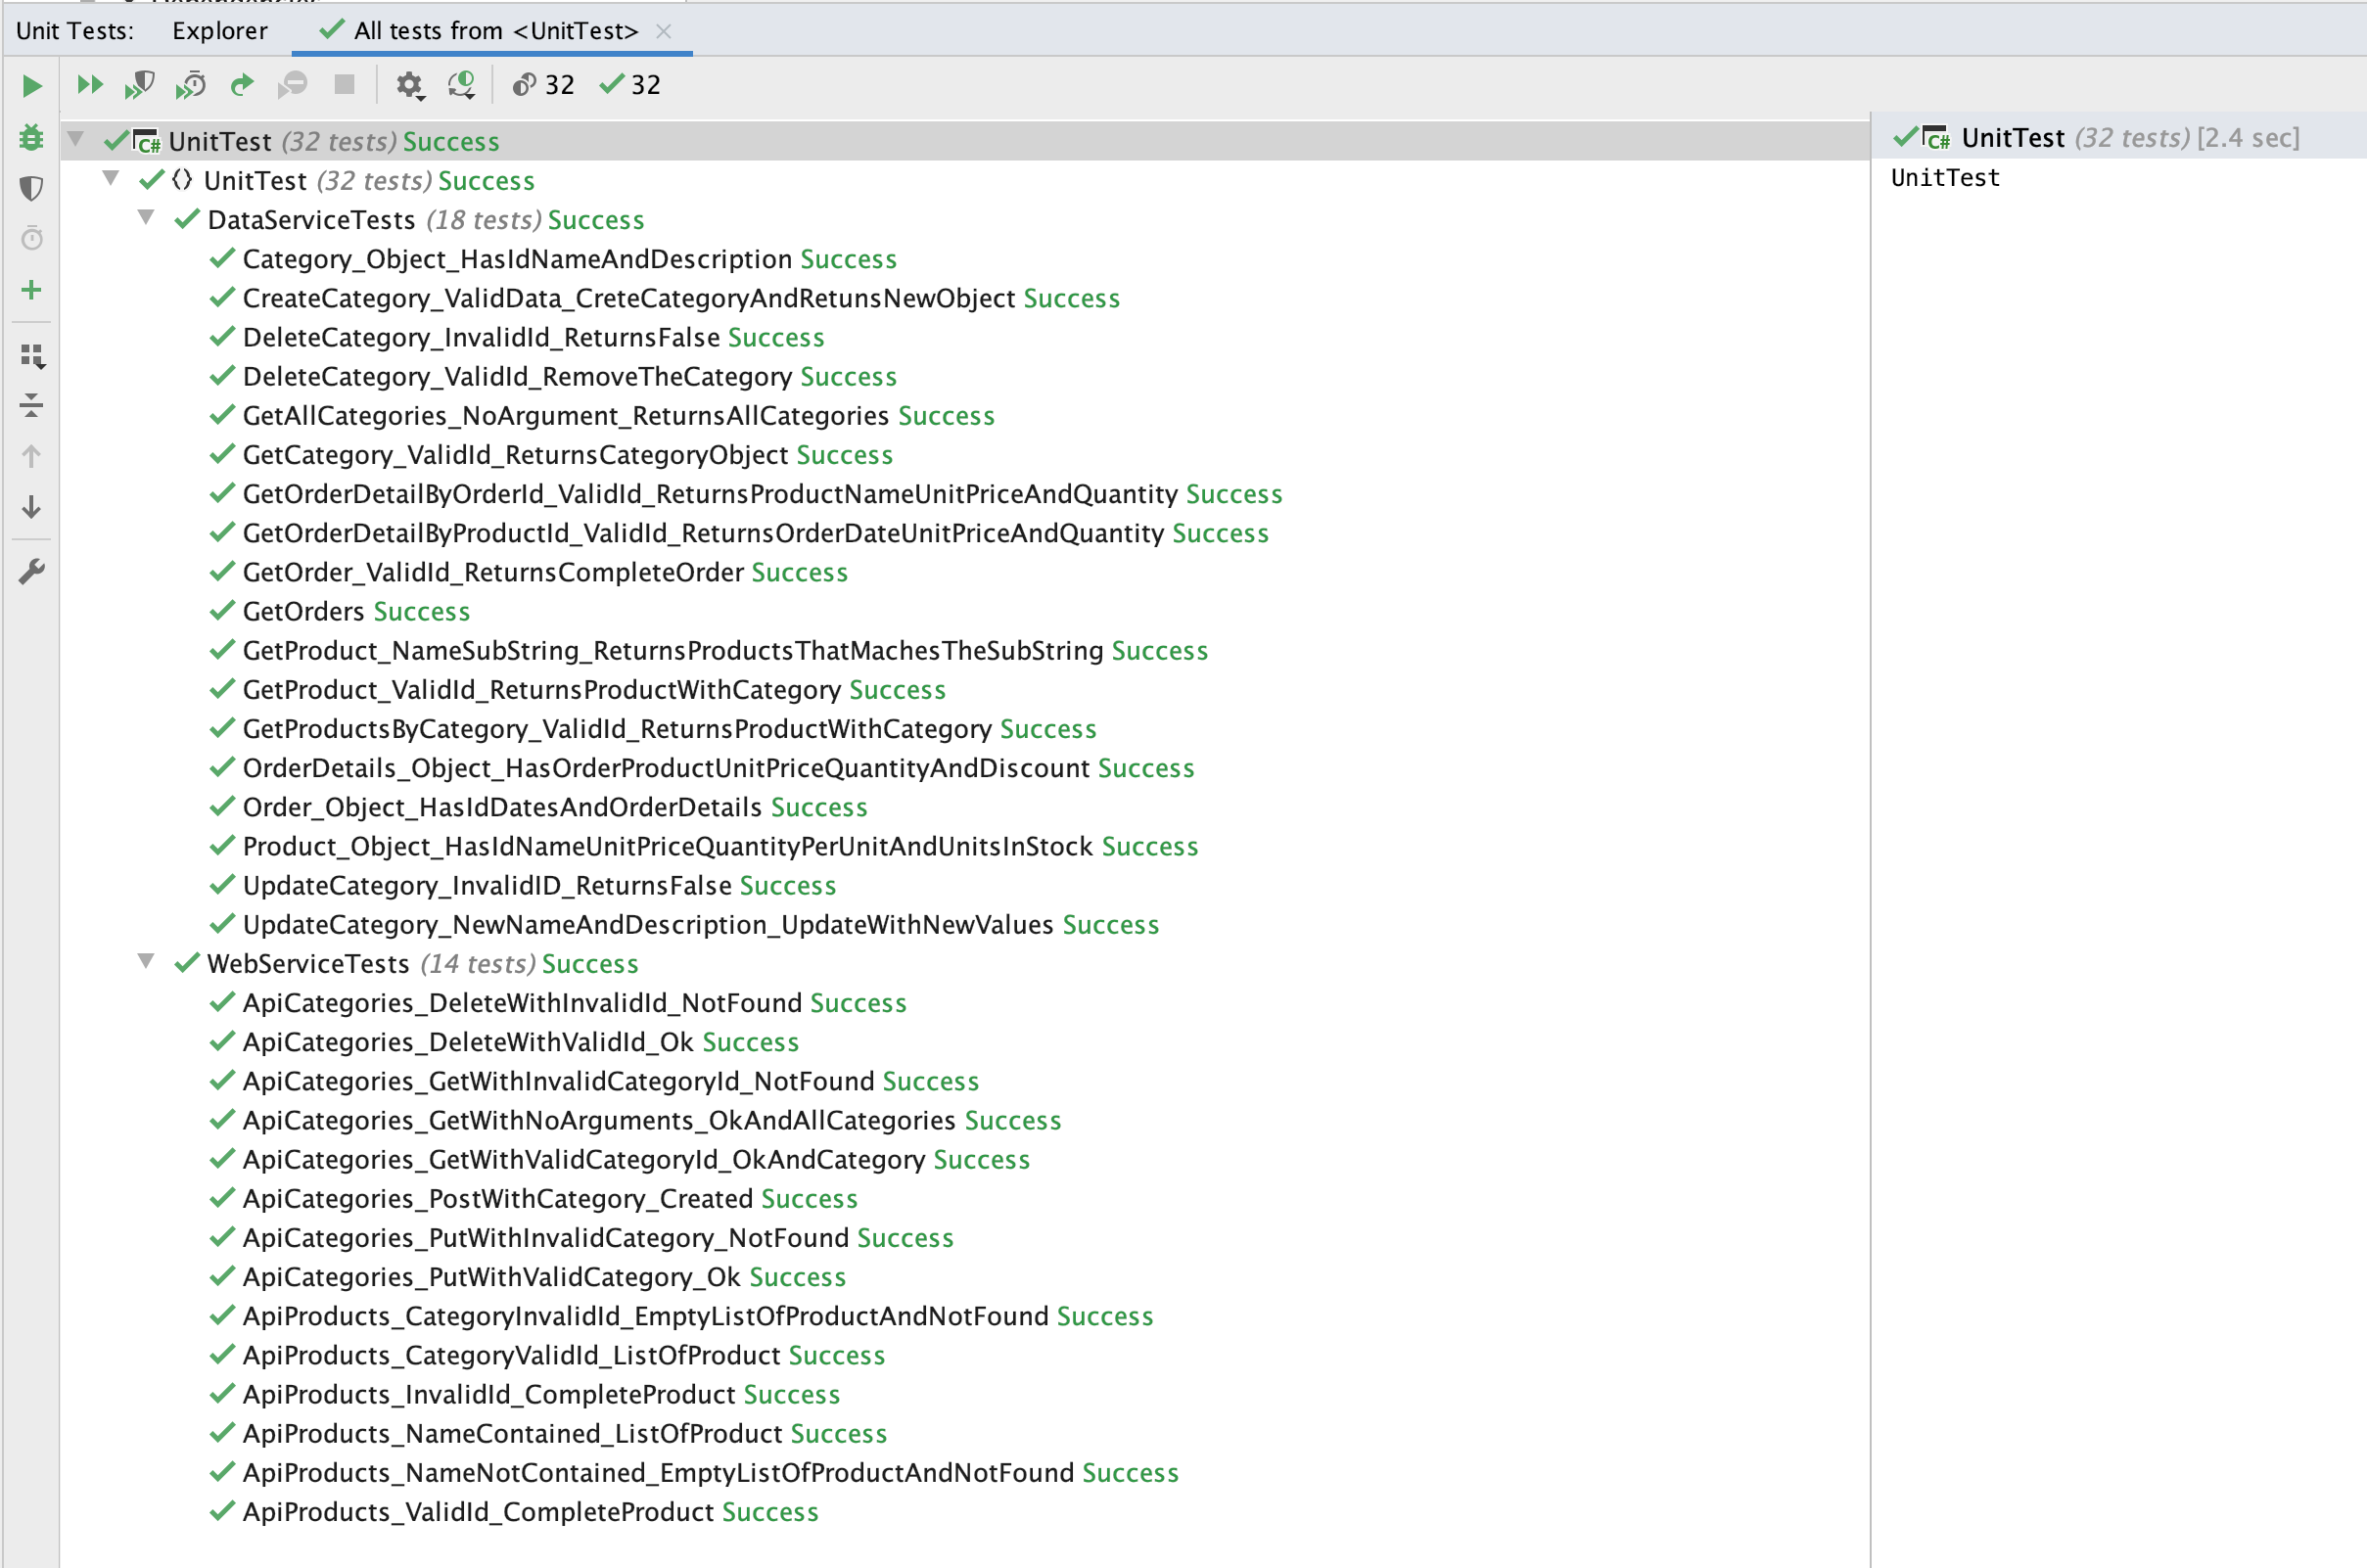 Unit Tests: Explorer All tests from <UnitTest>
32 32
UnitTest (32 tests) Success
UnitTest (32 tests) Success
DataServiceTests (18 tests) Success
Category_Object_HasIdNameAndDescription Success
CreateCategory_ValidData_CreteCategoryAndRetunsNewObject Success
DeleteCategory_InvalidId_ReturnsFalse Success
DeleteCategory_ValidId_RemoveTheCategory Success
GetAllCategories_NoArgument_ReturnsAllCategories Success
GetCategory_ValidId_ReturnsCategoryObject Success
GetOrderDetailByOrderId_ValidId_ReturnsProductNameUnitPriceAndQuantity Success
GetOrderDetailByProductId_ValidId_ReturnsOrderDateUnitPriceAndQuantity Success
GetOrder_ValidId_ReturnsCompleteOrder Success
GetOrders Success
GetProduct_NameSubString_ReturnsProductsThatMachesTheSubString Success
GetProduct_ValidId_ReturnsProductWithCategory Success
GetProductsByCategory_ValidId_ReturnsProductWithCategory Success
OrderDetails_Object_HasOrderProductUnitPriceQuantityAndDiscount Success
Order_Object_HasIdDatesAndOrderDetails Success
Product_Object_HasIdNameUnitPriceQuantityPerUnitAndUnitsInStock Success
UpdateCategory_InvalidID_ReturnsFalse Success
UpdateCategory_NewNameAndDescription_UpdateWithNewValues Success
WebServiceTests (14 tests) Success
ApiCategories_DeleteWithInvalidId_NotFound Success
ApiCategories_DeleteWithValidId_Ok Success
ApiCategories_GetWithInvalidCategoryId_NotFound Success
ApiCategories_GetWithNoArguments_OkAndAllCategories Success
ApiCategories_GetWithValidCategoryId_OkAndCategory Success
ApiCategories_PostWithCategory_Created Success
ApiCategories_PutWithInvalidCategory_NotFound Success
ApiCategories_PutWithValidCategory_Ok Success
ApiProducts_CategoryInvalidId_EmptyListOfProductAndNotFound Success
ApiProducts_CategoryValidId_ListOfProduct Success
ApiProducts_InvalidId_CompleteProduct Success
ApiProducts_NameContained_ListOfProduct Success
ApiProducts_NameNotContained_EmptyListOfProductAndNotFound Success
ApiProducts_ValidId_CompleteProduct Success
UnitTest (32 tests) [2.4 sec]
UnitTest